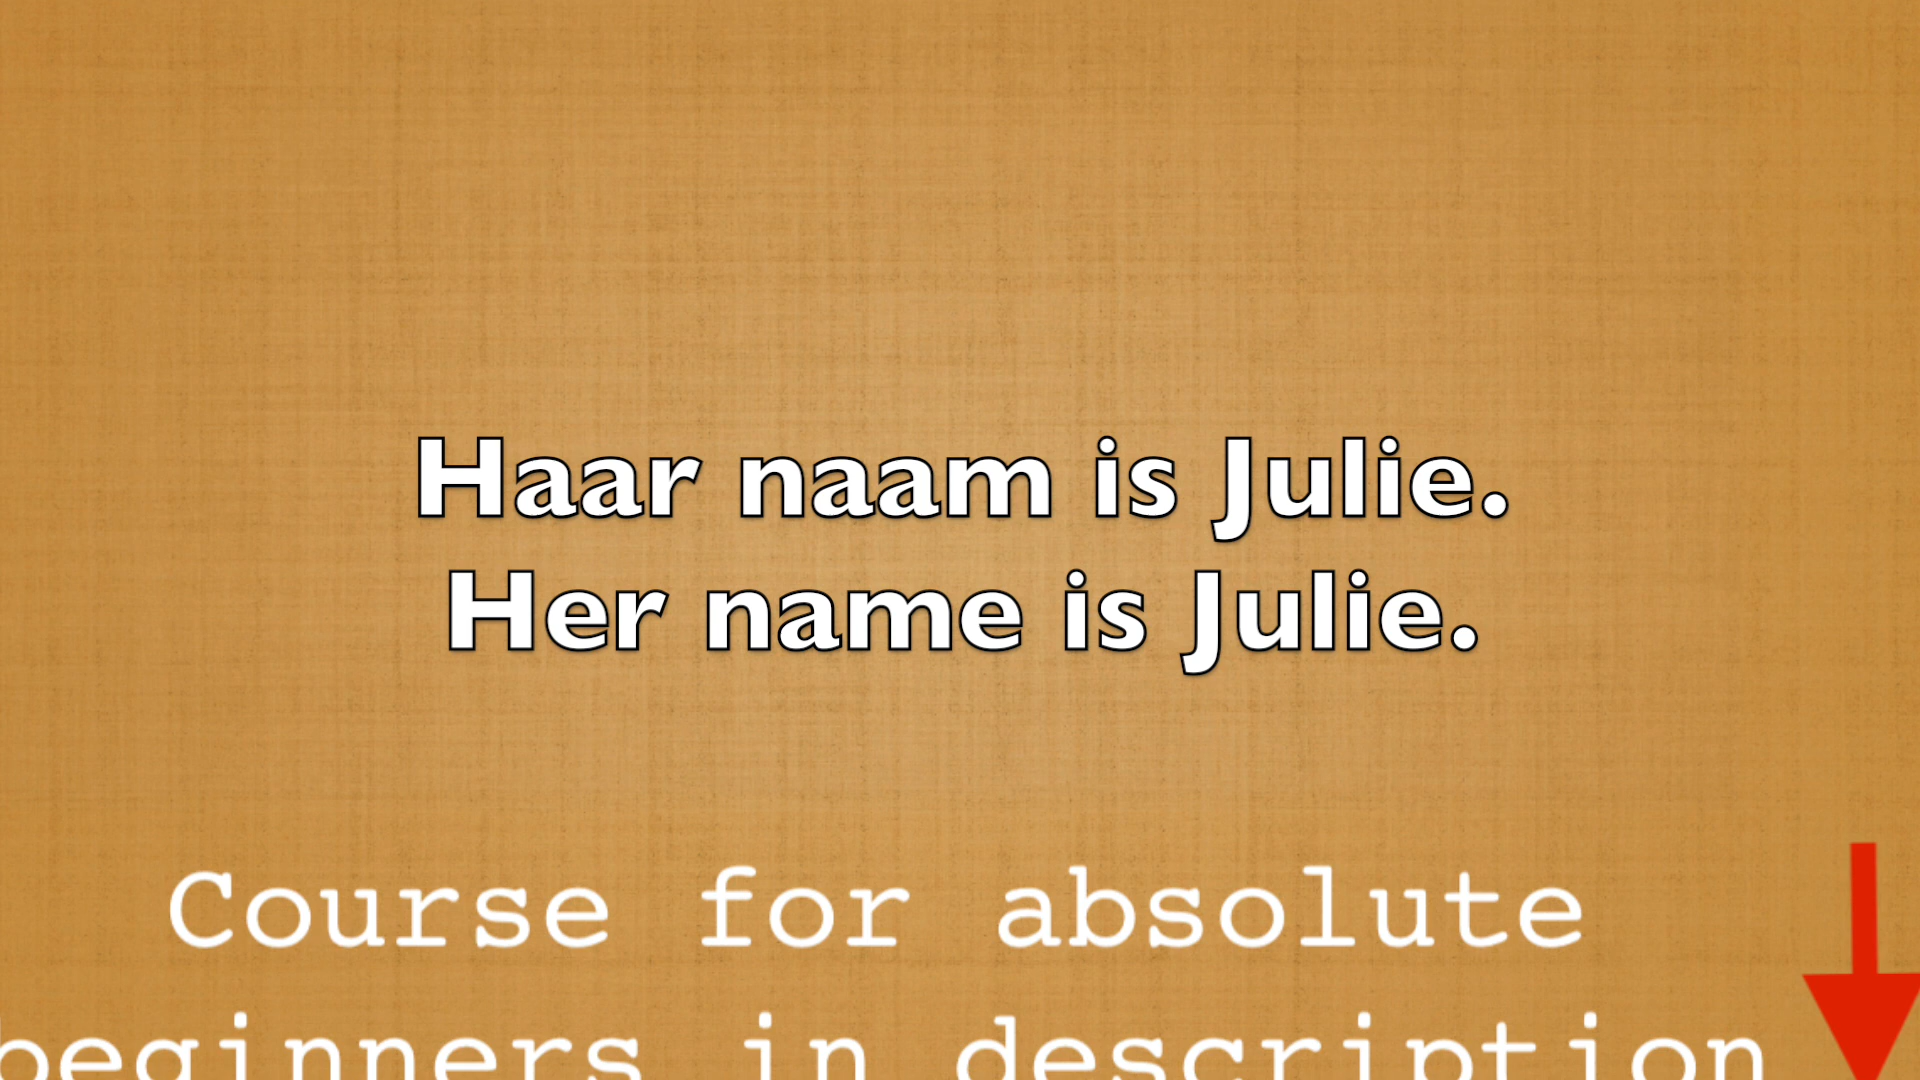 Haar naam is Julie.
Her name is Julie.
Course for absolute
beginners in description